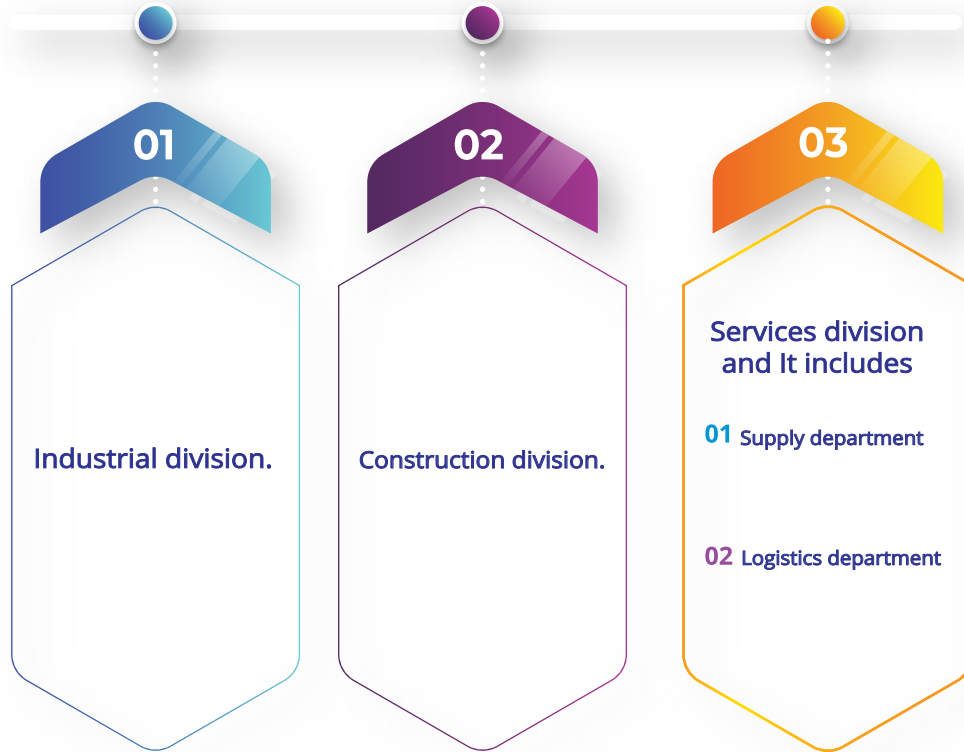 01
Industrial division.
02
Construction division.
03
Services division
and It includes
01 Supply department
02 Logistics department